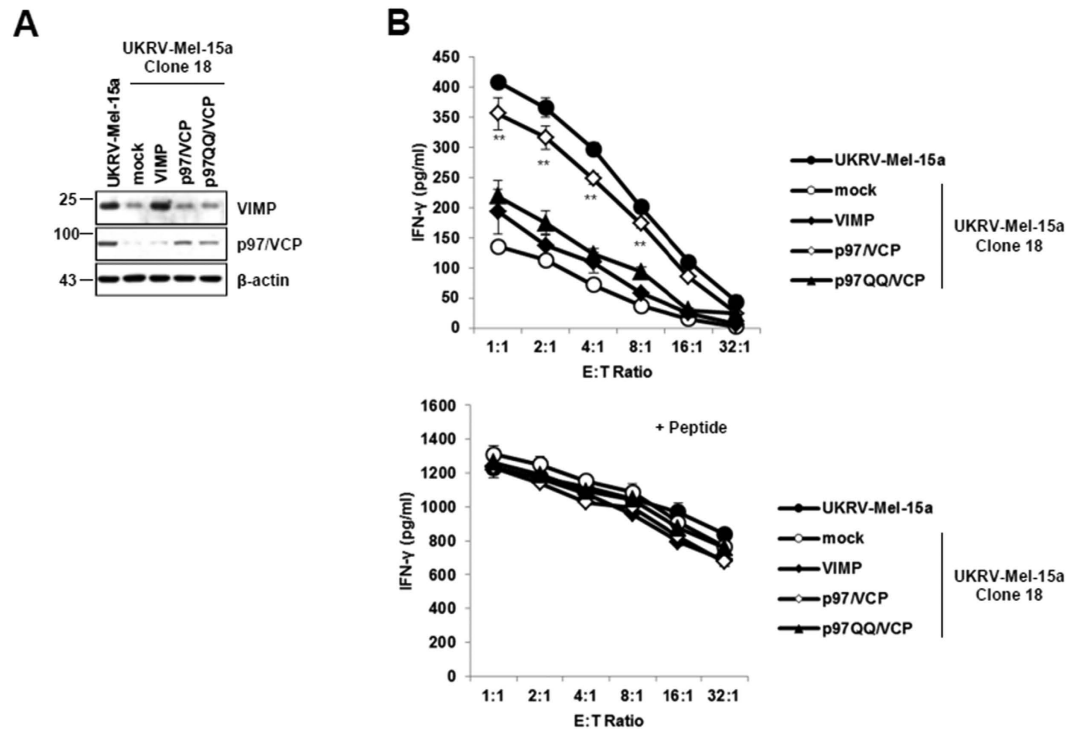 A
UKRV-Mel-15a
Clone 18
UKRV-Mel-15a
mock
VIMP
p97/VCP
p97QQ/VCP
25
VIMP
100
p97/VCP
43
β-actin
B
450
400
350
300
250
200
150
100
50
0
IFN-γ (pg/ml)
**
**
**
**
1:1 2:1 4:1 8:1 16:1 32:1
E:T Ratio
UKRV-Mel-15a
mock
VIMP
p97/VCP
p97QQ/VCP
UKRV-Mel-15a
Clone 18
1600
1400
1200
1000
800
600
400
200
0
IFN-γ (pg/ml)
+ Peptide
1:1 2:1 4:1 8:1 16:1 32:1
E:T Ratio
UKRV-Mel-15a
mock
VIMP
p97/VCP
p97QQ/VCP
UKRV-Mel-15a
Clone 18